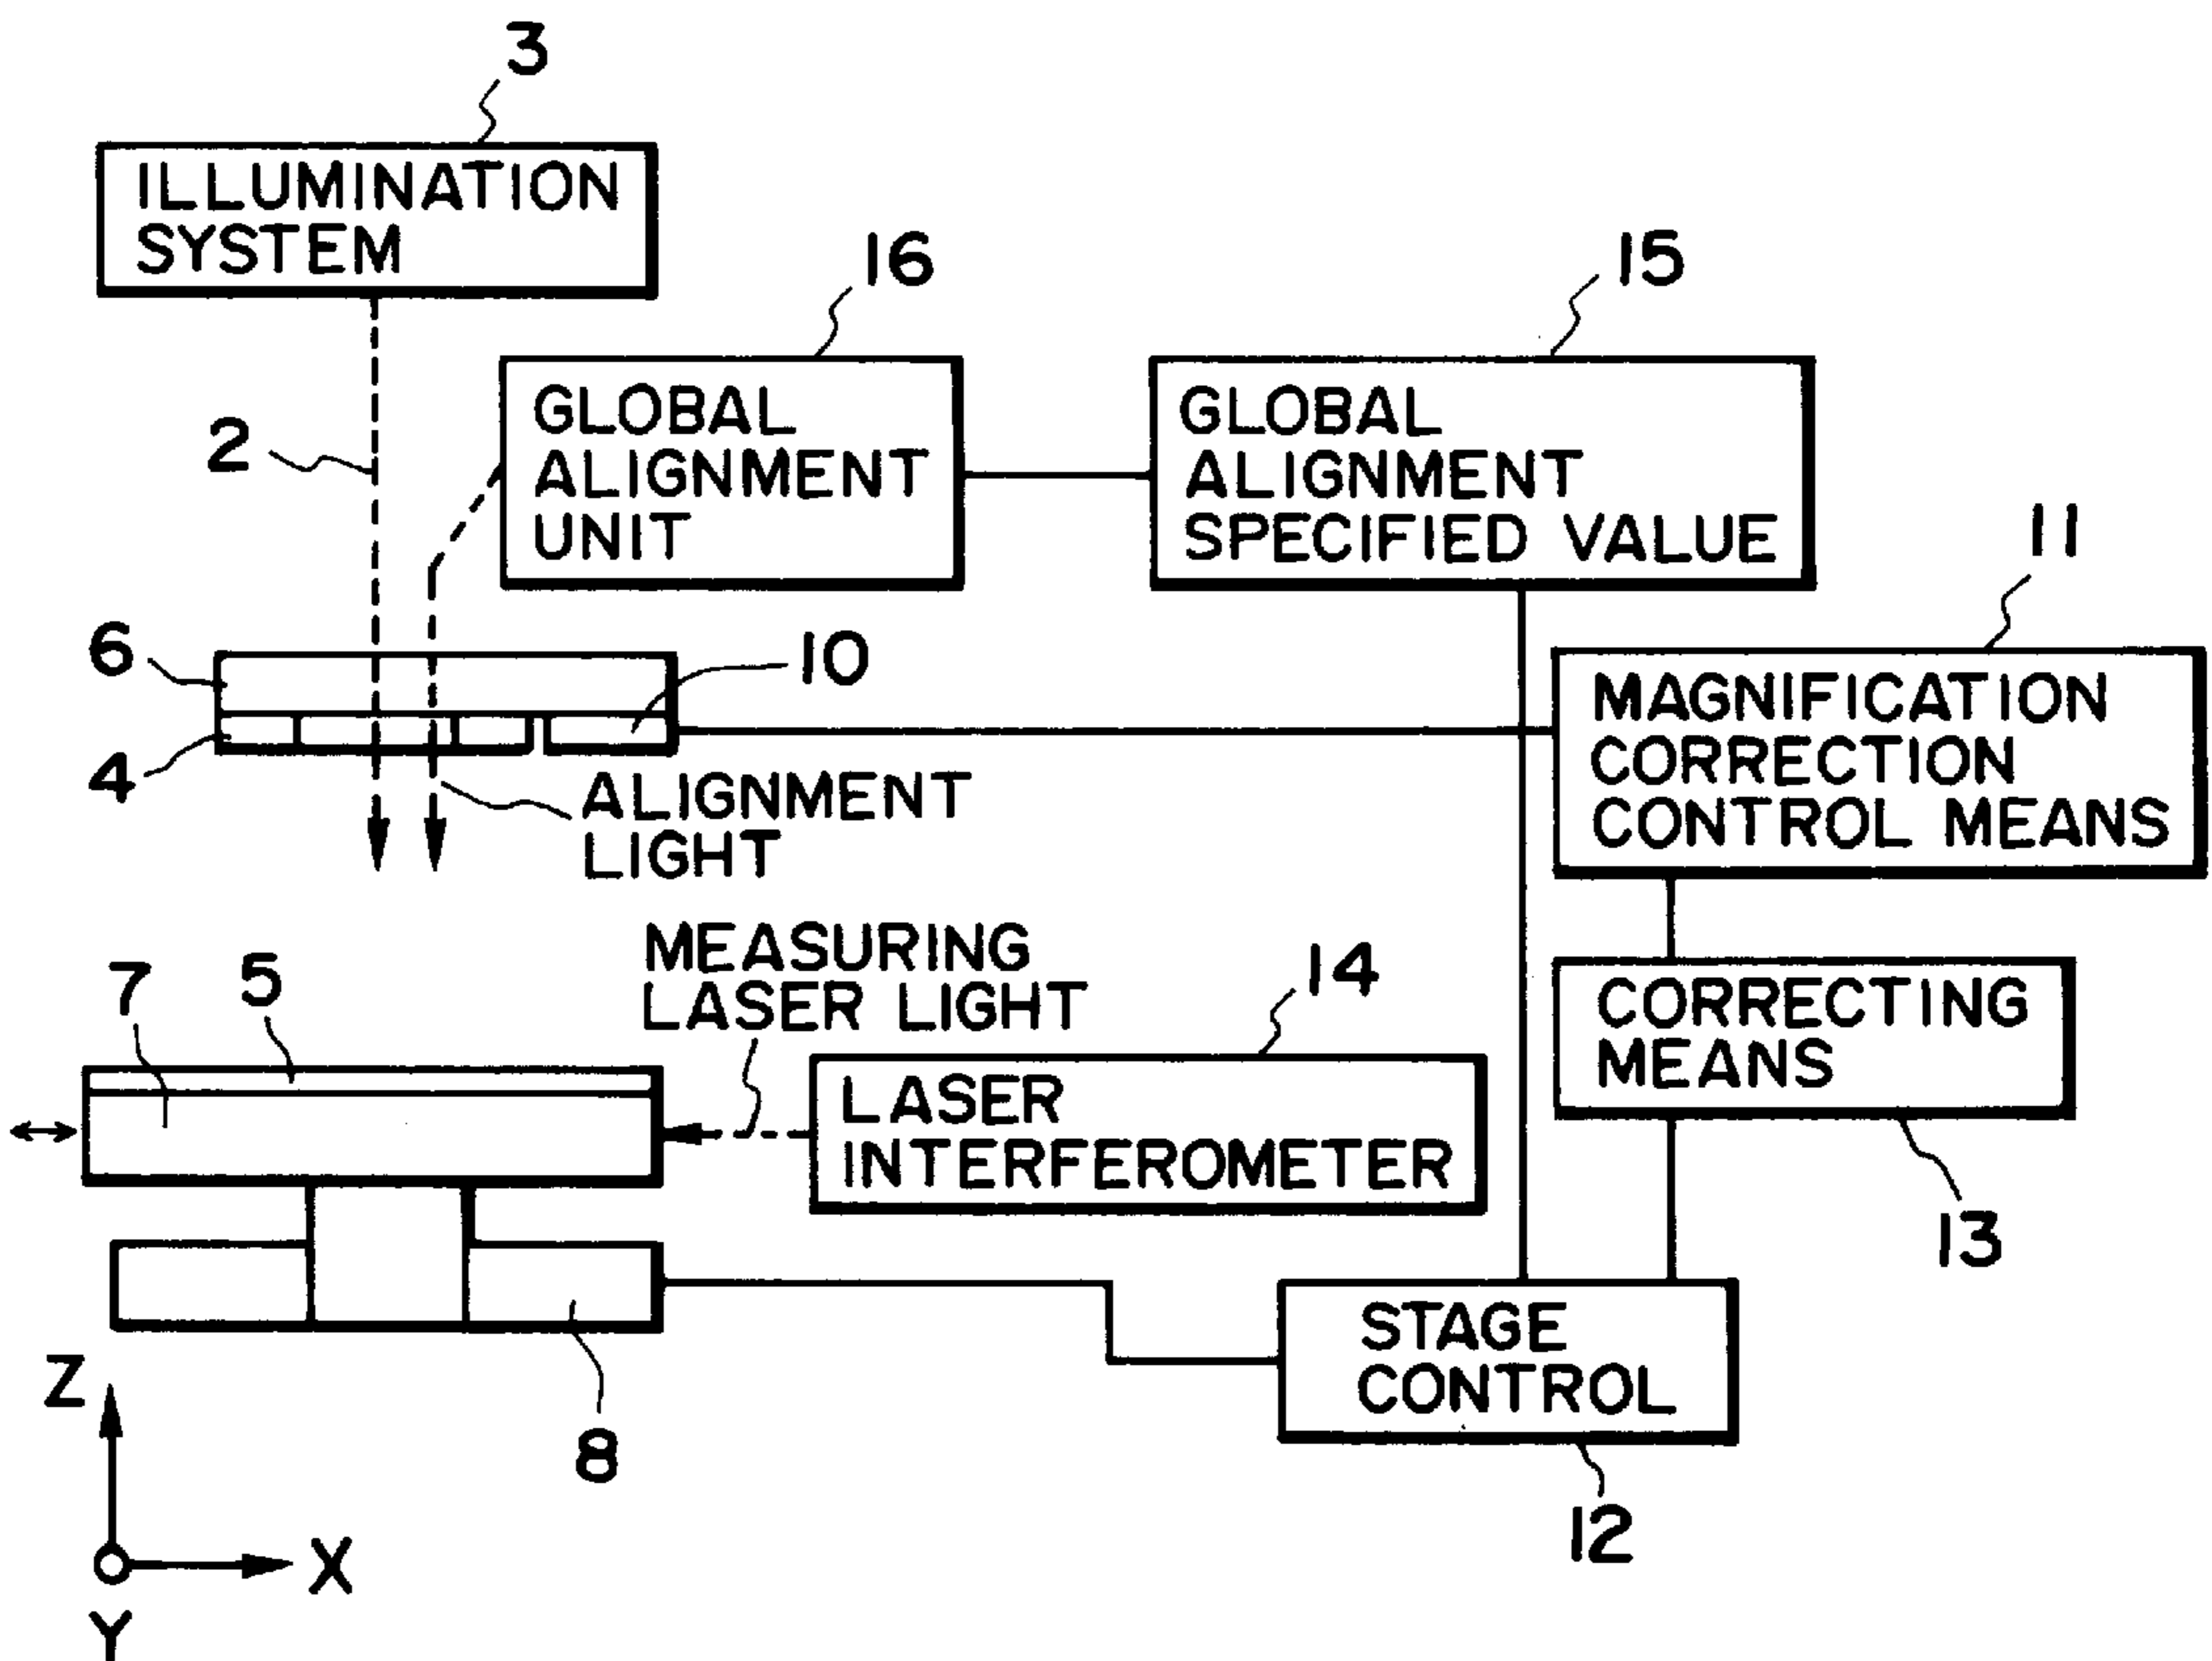 3
ILLUMINATION
SYSTEM
16
15
GLOBAL
ALIGNMENT
UNIT
GLOBAL
ALIGNMENT
SPECIFIED VALUE
2
11
6
10
MAGNIFICATION
CORRECTION
CONTROL MEANS
4
ALIGNMENT
LIGHT
MEASURING
LASER LIGHT
7
5
14
CORRECTING
MEANS
LASER
INTERFEROMETER
13
STAGE
CONTROL
Z
8
12
X
Y